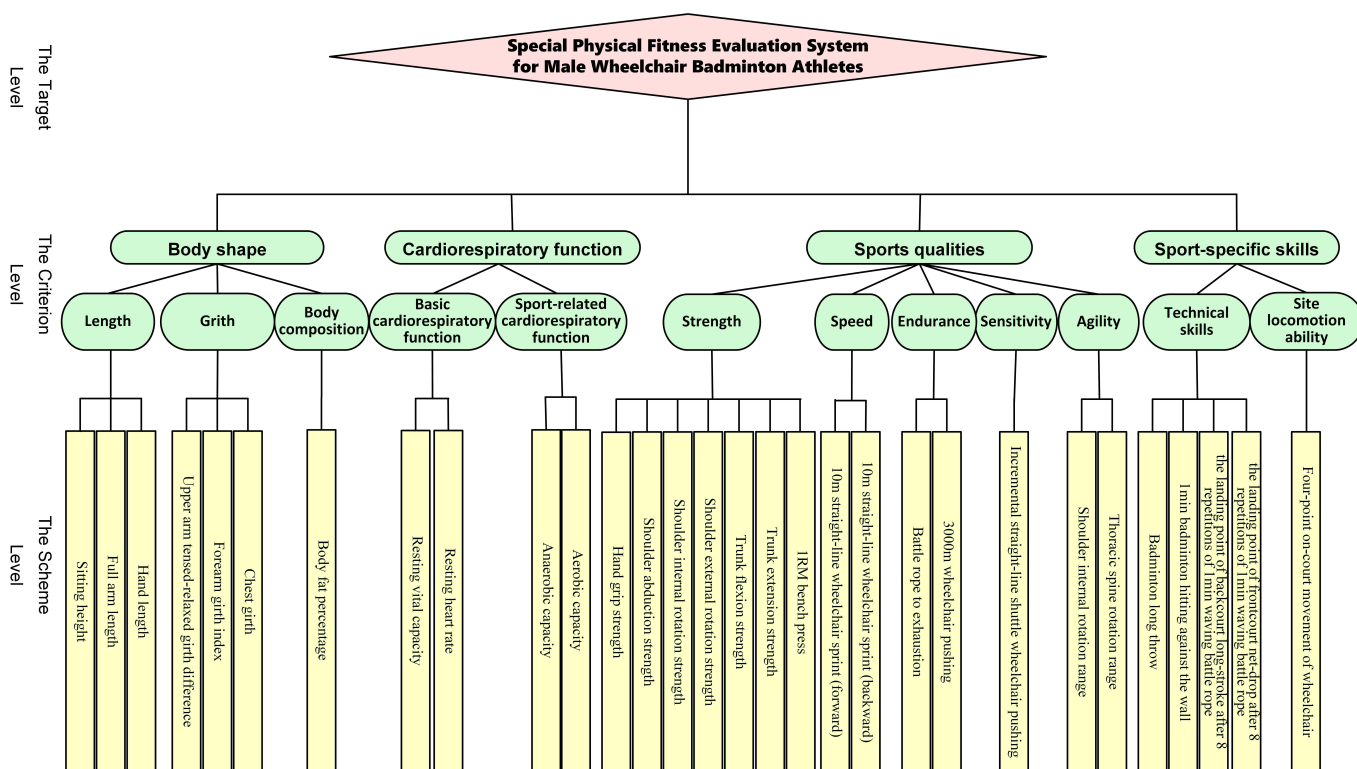 Special Physical Fitness Evaluation System
for Male Wheelchair Badminton Athletes
The Target
Level
The Criterion
Level
Body shape
Cardiorespiratory function
Sports qualities
Sport-specific skills
Length
Grith
Body
composition
Basic
cardiorespiratory
function
Sport-related
cardiorespiratory
function
Strength
Speed
Endurance
Sensitivity
Agility
Technical
skills
Site
locomotion
ability
The Scheme
Level
Sitting height
Full arm length
Hand length
Upper arm tensed-relaxed girth difference
Forearm girth index
Chest girth
Body fat percentage
Resting vital capacity
Resting heart rate
Anaerobic capacity
Aerobic capacity
Hand grip strength
Shoulder abduction strength
Shoulder internal rotation strength
Shoulder external rotation strength
Trunk flexion strength
Trunk extension strength
1RM bench press
10m straight-line wheelchair sprint (forward)
10m straight-line wheelchair sprint (backward)
Battle rope to exhaustion
3000m wheelchair pushing
Incremental straight-line shuttle wheelchair pushing
Shoulder internal rotation range
Thoracic spine rotation range
Badminton long throw
1min badminton hitting against the wall
the landing point of backcourt long-stroke after 8
repetitions of 1min waving battle rope
the landing point of frontcourt net-drop after 8
repetitions of 1min waving battle rope
Four-point on-court movement of wheelchair